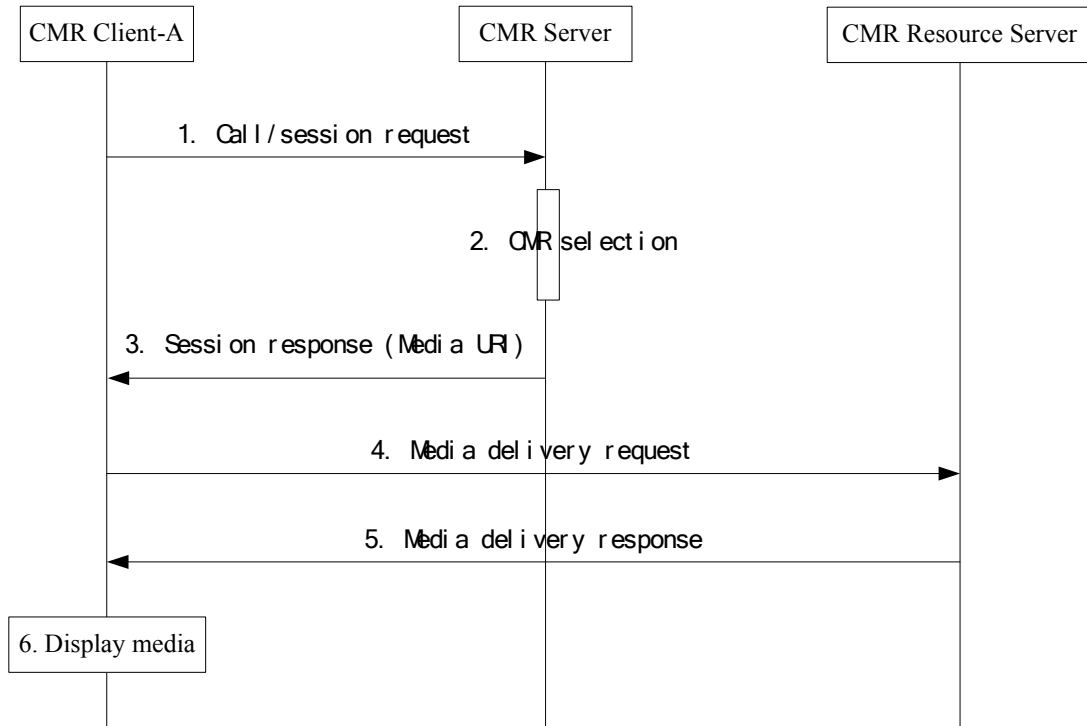 CMR Client-A
CMR Server
CMR Resource Server
1. Call/session request
2. CMR selection
3. Session response (Media URI)
4. Media delivery request
5. Media delivery response
6. Display media